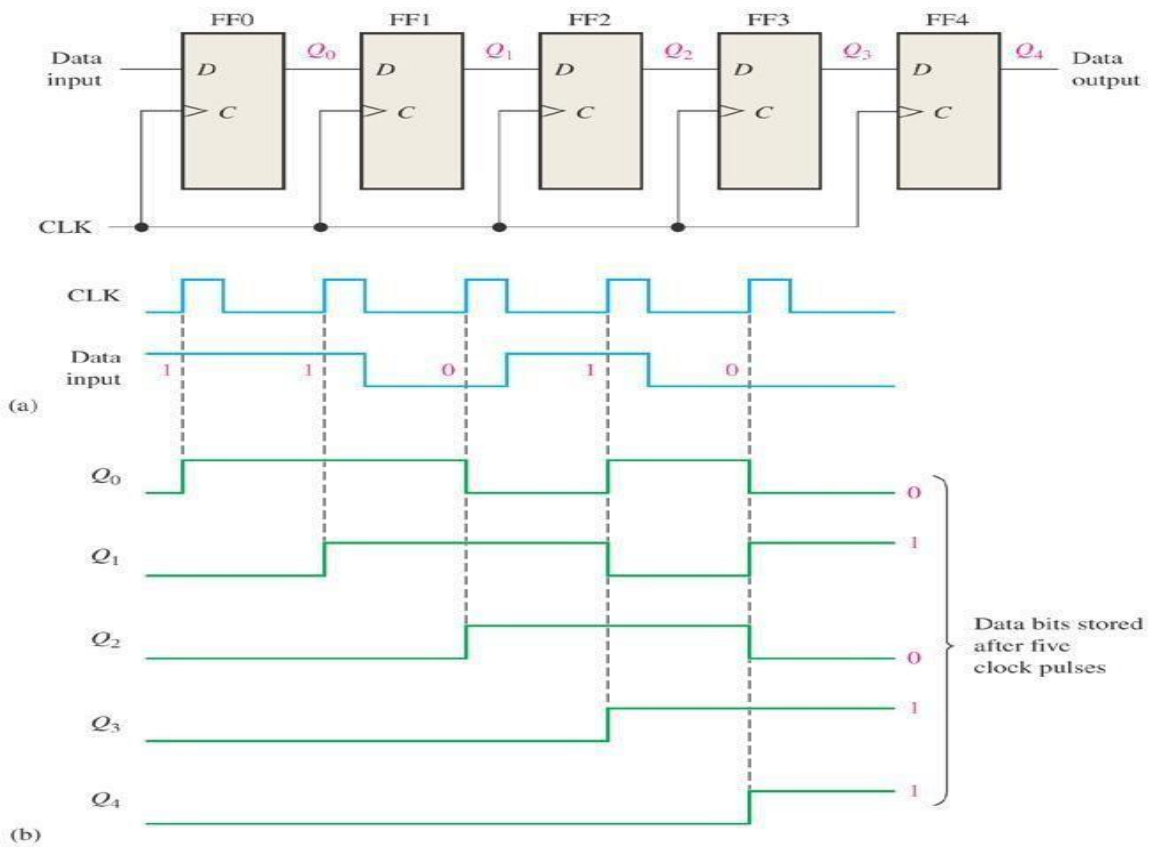 FF0 FF1 FF2 FF3 FF4
Data input
D
C
Q0
D
C
Q1
D
C
Q2
D
C
Q3
D
C
Q4
Data output
CLK
CLK
Data input
1 1 0 1 0
(a)
Q0
0
Q1
1
Q2
0
Q3
1
Q4
1
Data bits stored
after five
clock pulses
(b)